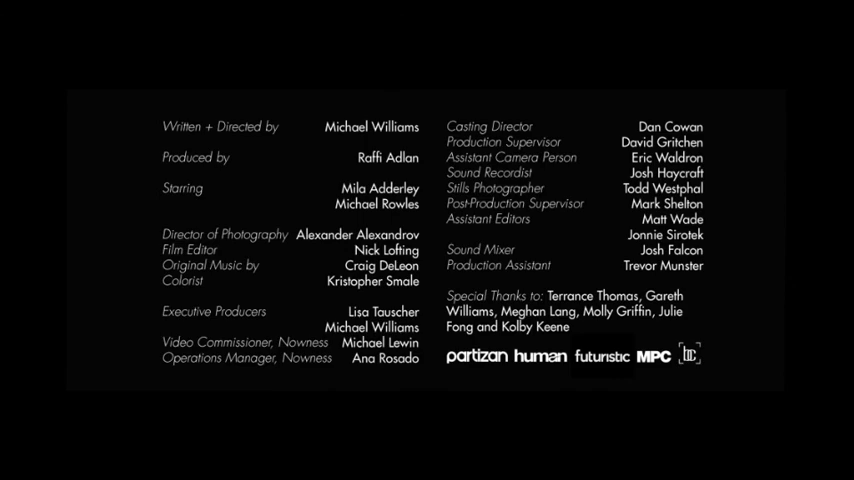 Written + Directed by Michael Williams
Produced by Raffi Adlan
Starring Mila Adderley
Michael Rowles
Director of Photography Alexander Alexandrov
Film Editor Nick Lofting
Original Music by Craig DeLeon
Colorist Kristopher Smale
Executive Producers Lisa Tauscher
Michael Williams
Video Commissioner, Nowness Michael Lewin
Operations Manager, Nowness Ana Rosado
Casting Director Dan Cowan
Production Supervisor David Gritchen
Assistant Camera Person Eric Waldron
Sound Recordist Josh Haycraft
Stills Photographer Todd Westphal
Post-Production Supervisor Mark Shelton
Assistant Editors Matt Wade
Jonnie Sirotek
Sound Mixer Josh Falcon
Production Assistant Trevor Munster
Special Thanks to: Terrance Thomas, Gareth
Williams, Meghan Lang, Molly Griffin, Julie
Fong and Kolby Keene
partizan human futuristic MPC